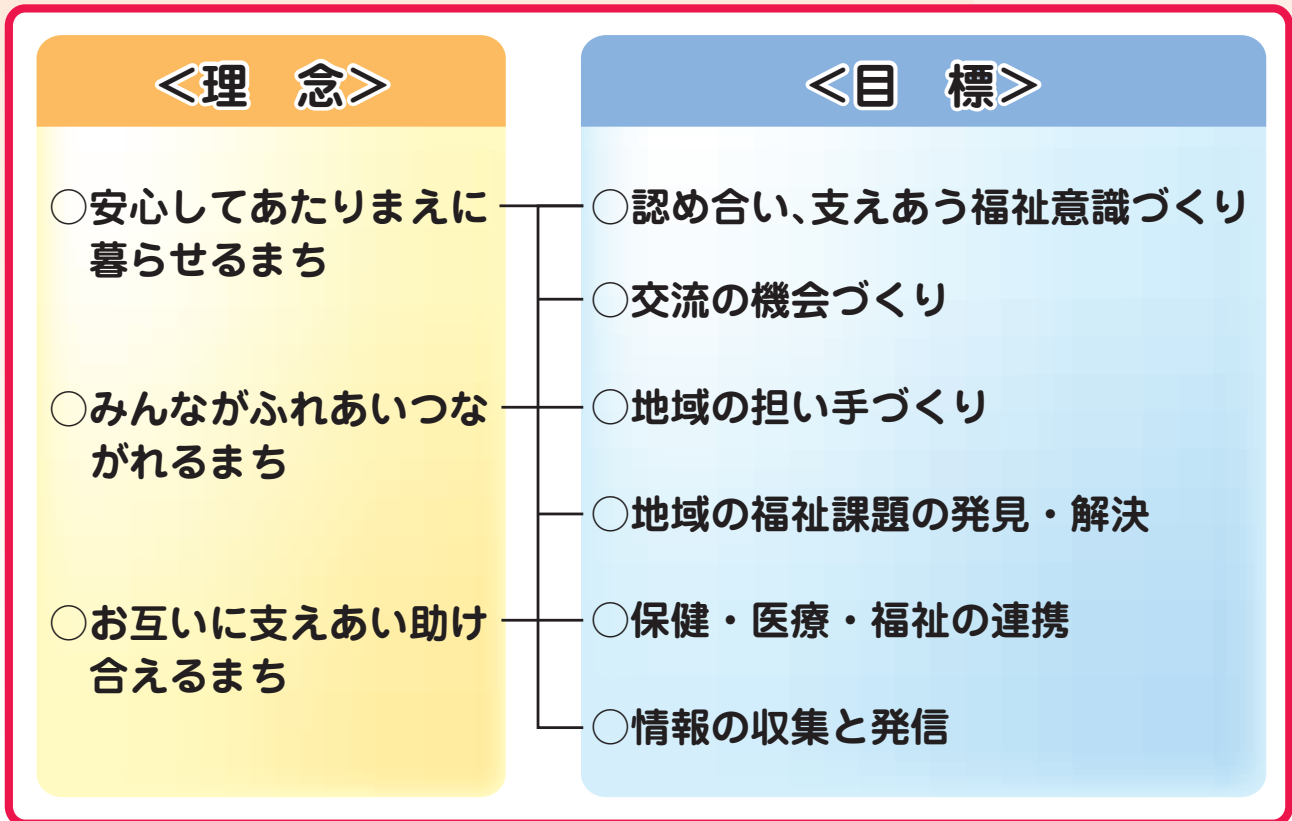 ＜理　念＞
○安心してあたりまえに
暮らせるまち
○みんながふれあいつな
がれるまち
○お互いに支えあい助け
合えるまち
＜目　標＞
○認め合い、支えあう福祉意識づくり
○交流の機会づくり
○地域の担い手づくり
○地域の福祉課題の発見・解決
○保健・医療・福祉の連携
○情報の収集と発信